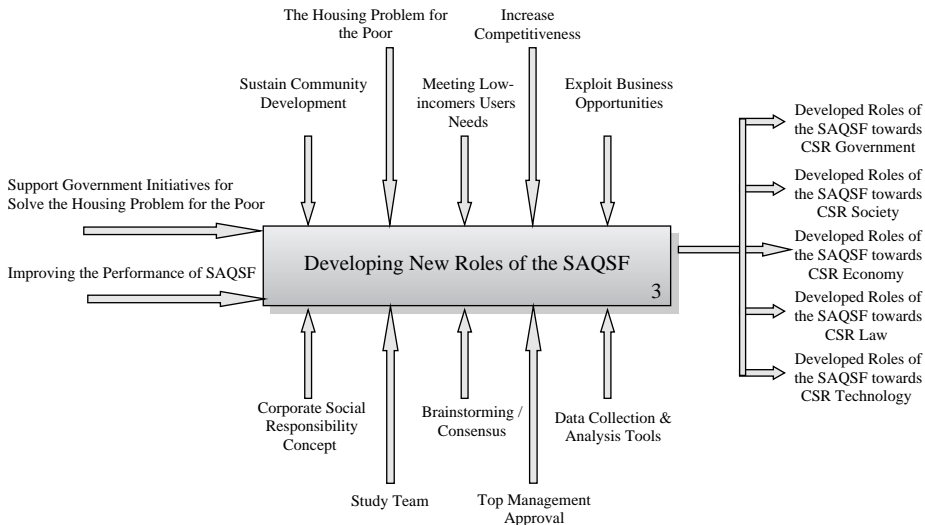 The Housing Problem for
the Poor
Increase
Competitiveness
Sustain Community
Development
Meeting Low-
incomers Users
Needs
Exploit Business
Opportunities
Support Government Initiatives for
Solve the Housing Problem for the Poor
Improving the Performance of SAQSF
Developing New Roles of the SAQSF
3
Developed Roles of
the SAQSF towards
CSR Government
Developed Roles of
the SAQSF towards
CSR Society
Developed Roles of
the SAQSF towards
CSR Economy
Developed Roles of
the SAQSF towards
CSR Law
Developed Roles of
the SAQSF towards
CSR Technology
Corporate Social
Responsibility
Concept
Brainstorming /
Consensus
Data Collection &
Analysis Tools
Study Team
Top Management
Approval